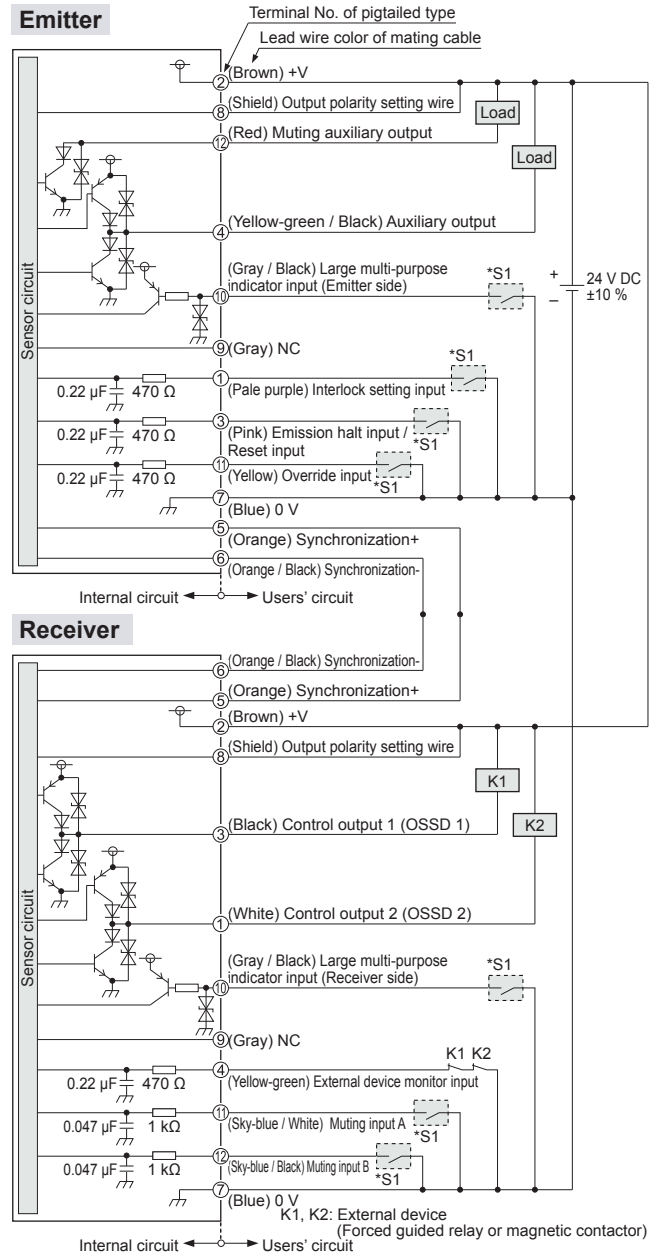 Emitter
Terminal No. of pigtailed type
Lead wire color of mating cable
Sensor circuit
2 (Brown) +V
8 (Shield) Output polarity setting wire
Load
12 (Red) Muting auxiliary output
Load
4 (Yellow-green / Black) Auxiliary output
(Gray / Black) Large multi-purpose
10 indicator input (Emitter side)
*S1
+
−
24 V DC
±10 %
9 (Gray) NC
*S1
1
0.22 µF 470 Ω
(Pale purple) Interlock setting input
3
0.22 µF 470 Ω
(Pink) Emission halt input /
Reset input
*S1
11
0.22 µF 470 Ω
(Yellow) Override input
*S1
7
(Blue) 0 V
5
(Orange) Synchronization+
6
(Orange / Black) Synchronization-
Internal circuit Users' circuit
Receiver
Sensor circuit
(Orange / Black) Synchronization-
6
5 (Orange) Synchronization+
2 (Brown) +V
8 (Shield) Output polarity setting wire
K1
3 (Black) Control output 1 (OSSD 1)
K2
1 (White) Control output 2 (OSSD 2)
(Gray / Black) Large multi-purpose
10 indicator input (Receiver side)
*S1
9 (Gray) NC
K1 K2
4
0.22 µF 470 Ω
(Yellow-green) External device monitor input
11
0.047 µF 1 kΩ
(Sky-blue / White) Muting input A
*S1
12
0.047 µF 1 kΩ
(Sky-blue / Black) Muting input B
*S1
7
(Blue) 0 V
K1, K2: External device
(Forced guided relay or magnetic contactor)
Internal circuit Users' circuit